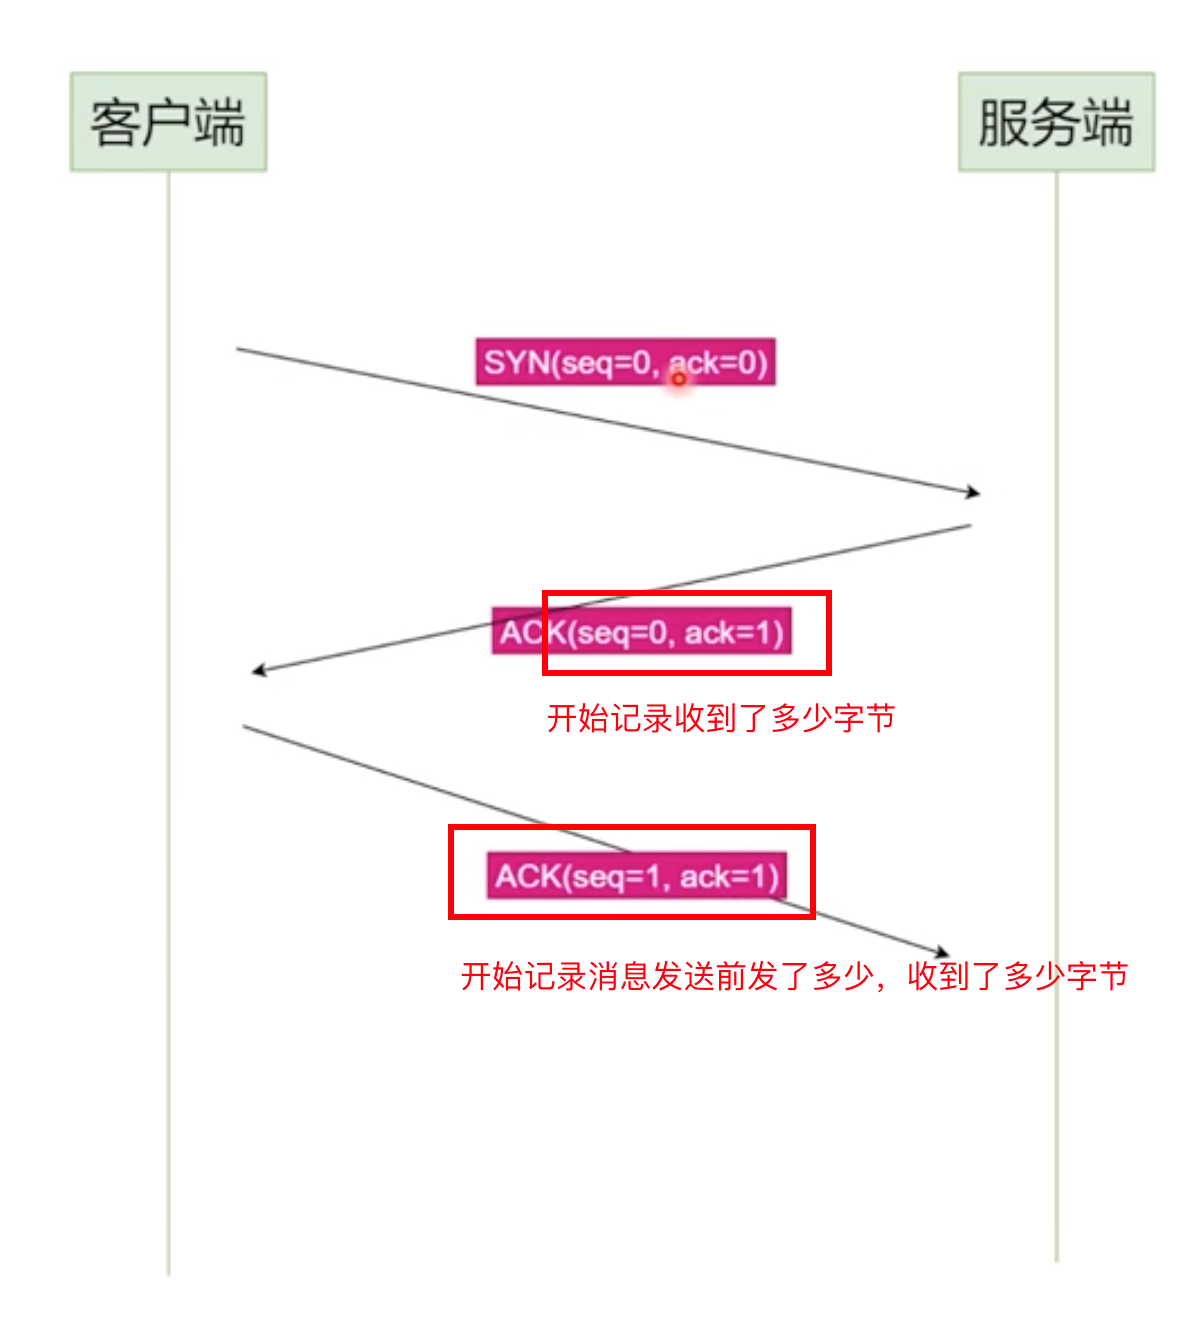 客户端
服务端
SYN(seq=0, ack=0)
ACK(seq=0, ack=1)
开始记录收到了多少字节
ACK(seq=1, ack=1)
开始记录消息发送前发了多少，收到了多少字节